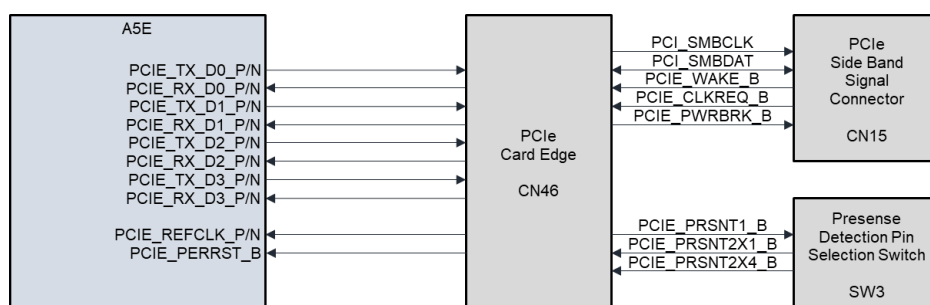 A5E
PCIE_TX_D0_P/N
PCIE_RX_D0_P/N
PCIE_TX_D1_P/N
PCIE_RX_D1_P/N
PCIE_TX_D2_P/N
PCIE_RX_D2_P/N
PCIE_TX_D3_P/N
PCIE_RX_D3_P/N
PCIE_REFCLK_P/N
PCIE_PERRST_B
PCIe
Card Edge
CN46
PCI_SMBCLK
PCI_SMBDAT
PCIE_WAKE_B
PCIE_CLKREQ_B
PCIE_PWRBRK_B
PCIe
Side Band
Signal
Connector
CN15
PCIE_PRSNT1_B
PCIE_PRSNT2X1_B
PCIE_PRSNT2X4_B
Presense
Detection Pin
Selection Switch
SW3